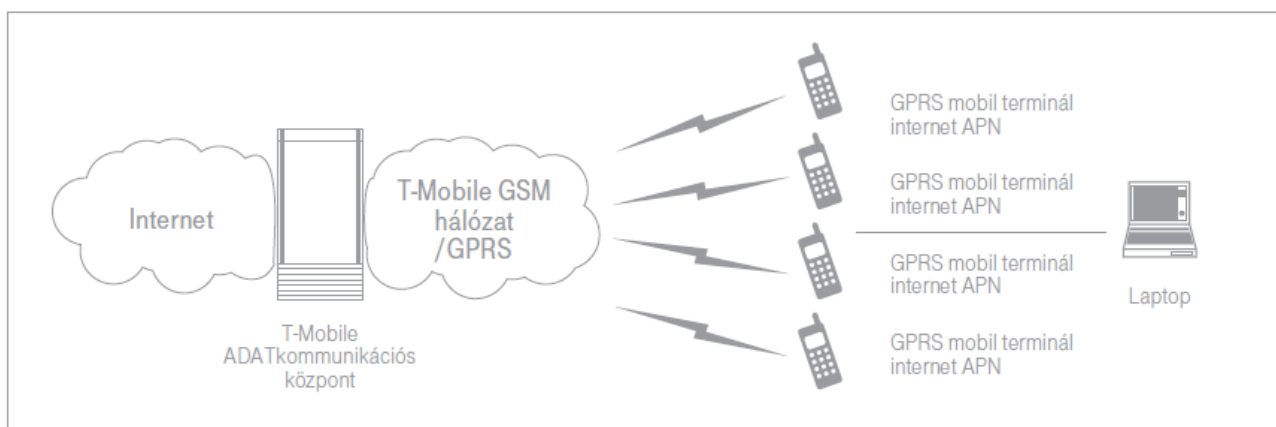 Internet
T-Mobile
ADATkommunikációs
központ
T-Mobile GSM
hálózat
/GPRS
GPRS mobil terminál
internet APN
GPRS mobil terminál
internet APN
GPRS mobil terminál
internet APN
GPRS mobil terminál
internet APN
Laptop